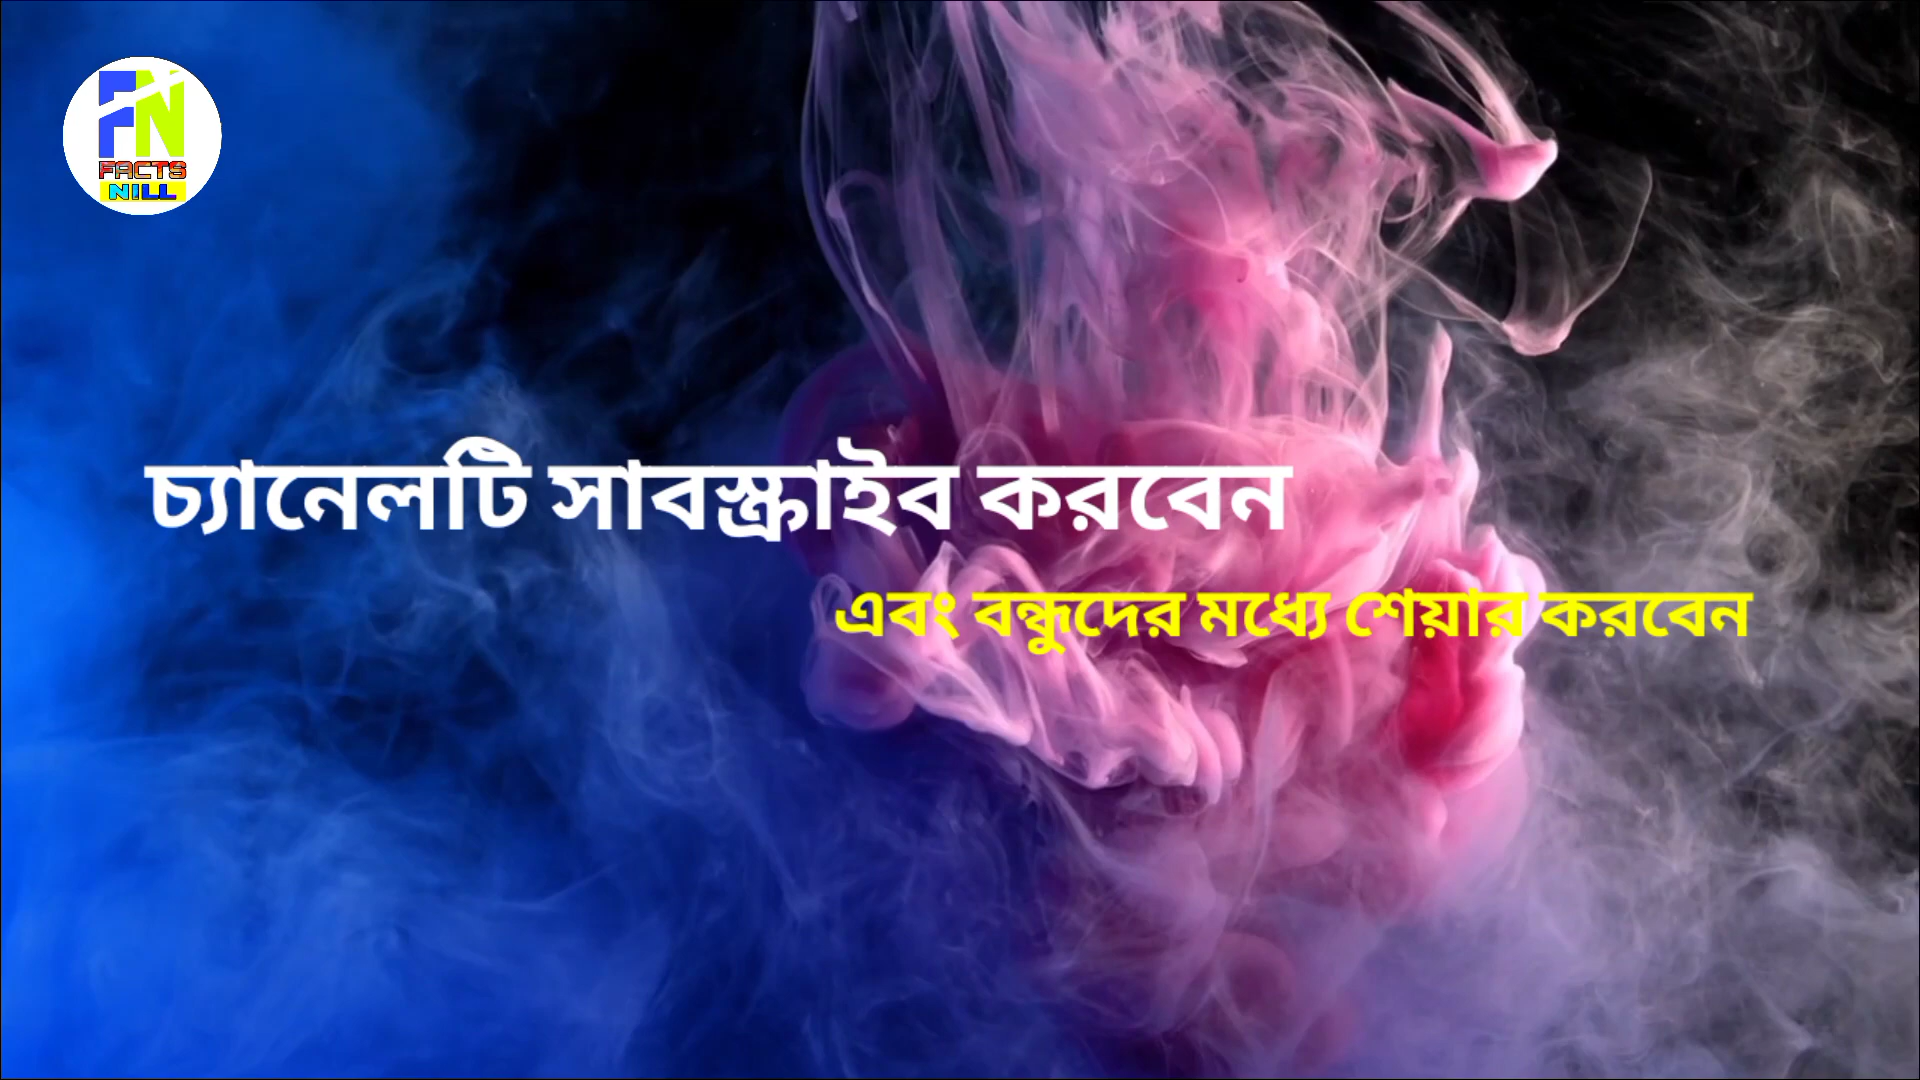 FN
FACTS
NILL
চ্যানেলটি সাবস্ক্রাইব করবেন
এবং বন্ধুদের মধ্যে শেয়ার করবেন